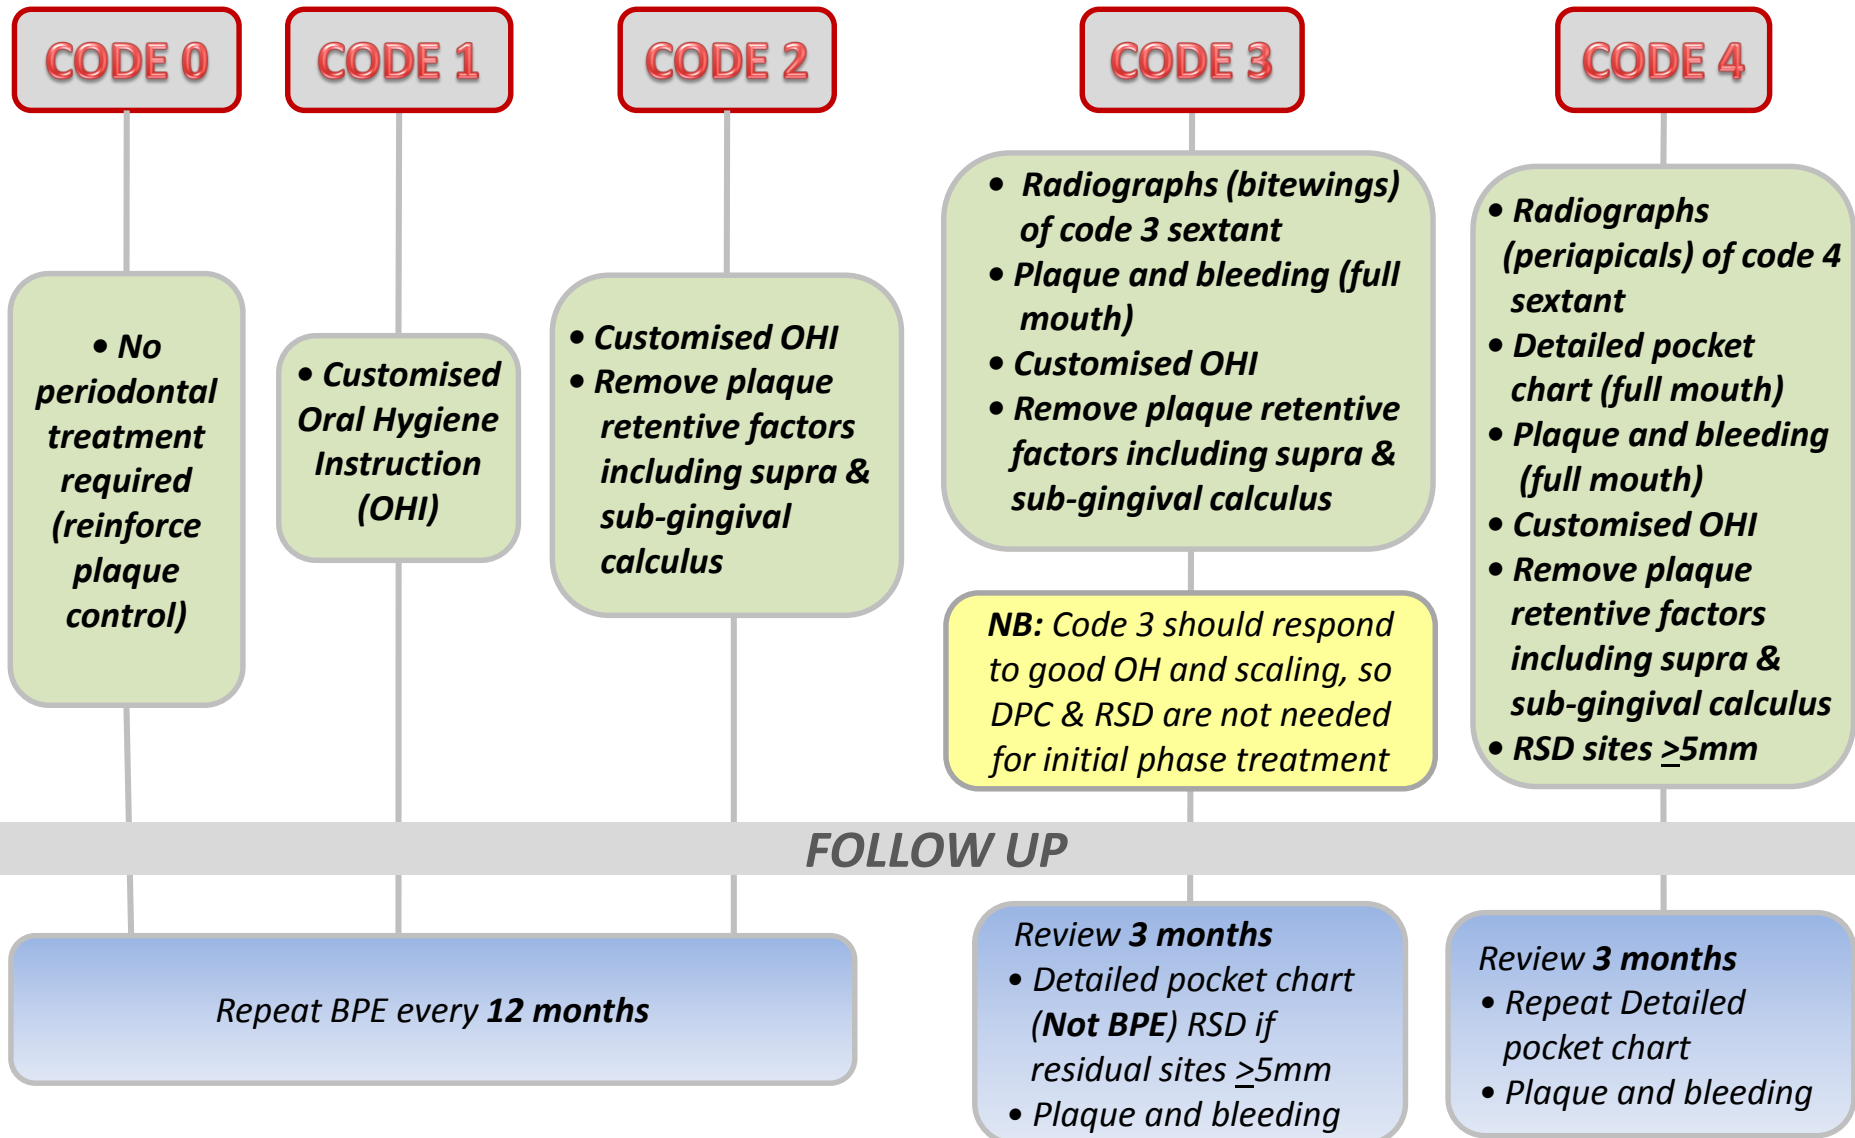 CODE 0
CODE 1
CODE 2
CODE 3
CODE 4
• No
periodontal
treatment
required
(reinforce
plaque
control)
• Customised
Oral Hygiene
Instruction
(OHI)
• Customised OHI
• Remove plaque
retentive factors
including supra &
sub-gingival
calculus
• Radiographs (bitewings)
of code 3 sextant
• Plaque and bleeding (full
mouth)
• Customised OHI
• Remove plaque retentive
factors including supra &
sub-gingival calculus
NB: Code 3 should respond
to good OH and scaling, so
DPC & RSD are not needed
for initial phase treatment
• Radiographs
(periapicals) of code 4
sextant
• Detailed pocket
chart (full mouth)
• Plaque and bleeding
(full mouth)
• Customised OHI
• Remove plaque
retentive factors
including supra &
sub-gingival calculus
• RSD sites ≥5mm
FOLLOW UP
Repeat BPE every 12 months
Review 3 months
• Detailed pocket chart
(Not BPE) RSD if
residual sites ≥5mm
• Plaque and bleeding
Review 3 months
• Repeat Detailed
pocket chart
• Plaque and bleeding